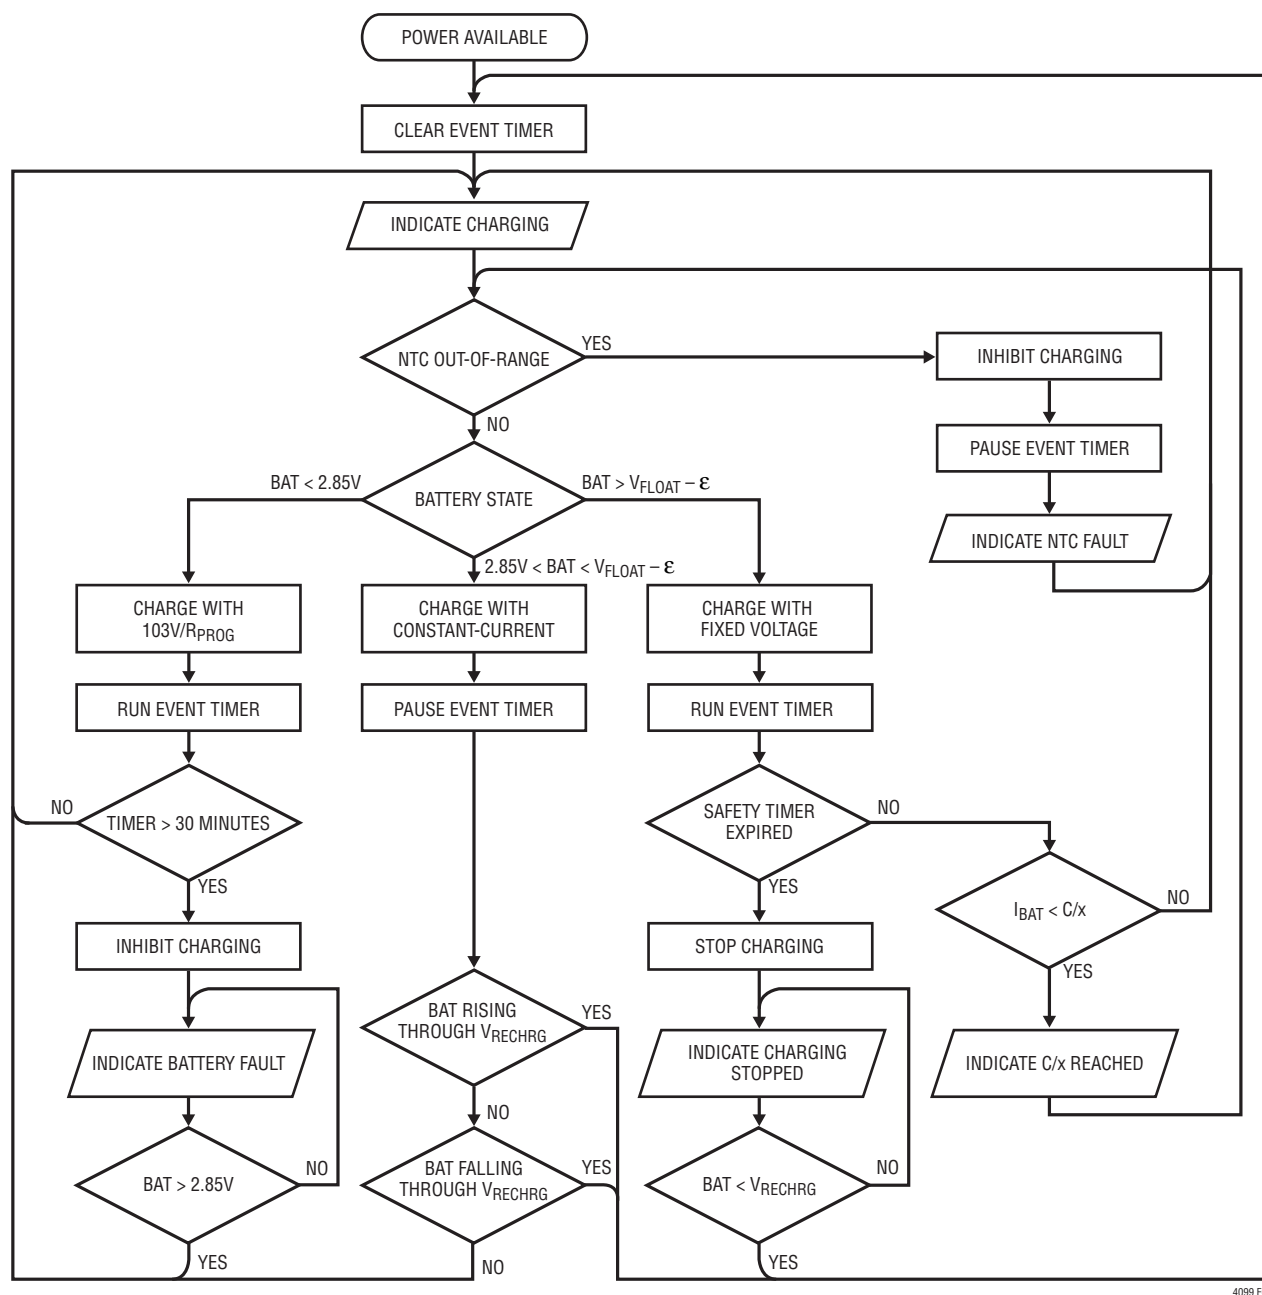 POWER AVAILABLE
CLEAR EVENT TIMER
INDICATE CHARGING
NTC OUT-OF-RANGE
YES
NO
INHIBIT CHARGING
PAUSE EVENT TIMER
INDICATE NTC FAULT
BATTERY STATE
BAT < 2.85V
BAT > VFLOAT – ε
2.85V < BAT < VFLOAT – ε
CHARGE WITH
103V/RPROG
CHARGE WITH
CONSTANT-CURRENT
CHARGE WITH
FIXED VOLTAGE
RUN EVENT TIMER
PAUSE EVENT TIMER
RUN EVENT TIMER
NO
TIMER > 30 MINUTES
YES
SAFETY TIMER
EXPIRED
NO
YES
IBAT < C/x
NO
YES
INHIBIT CHARGING
STOP CHARGING
BAT RISING
THROUGH VRECHRG
YES
NO
INDICATE BATTERY FAULT
INDICATE CHARGING
STOPPED
INDICATE C/x REACHED
BAT > 2.85V
NO
YES
BAT FALLING
THROUGH VRECHRG
YES
NO
BAT < VRECHRG
NO
YES
4099 F